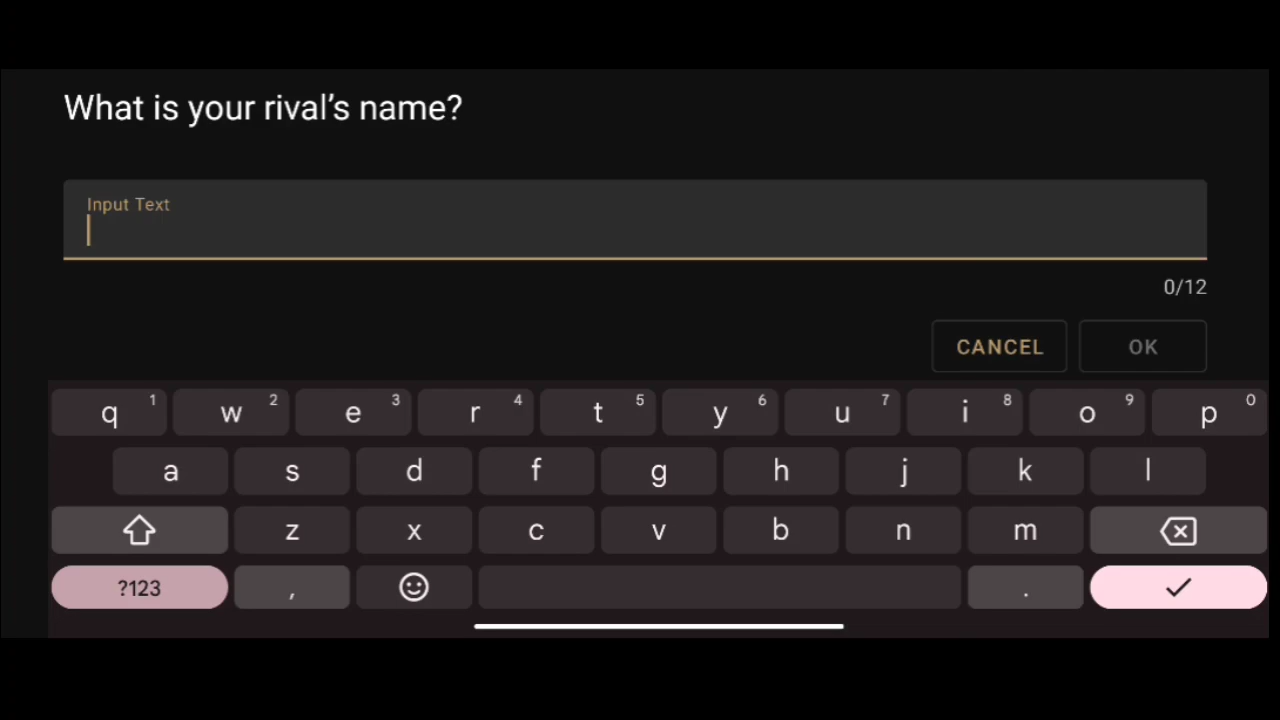 What is your rival's name?
Input Text
0/12
CANCEL OK
q 1 w 2 e 3 r 4 t 5 y 6 u 7 i 8 o 9 p 0
a s d f g h j k l
z x c v b n m
?123 , .